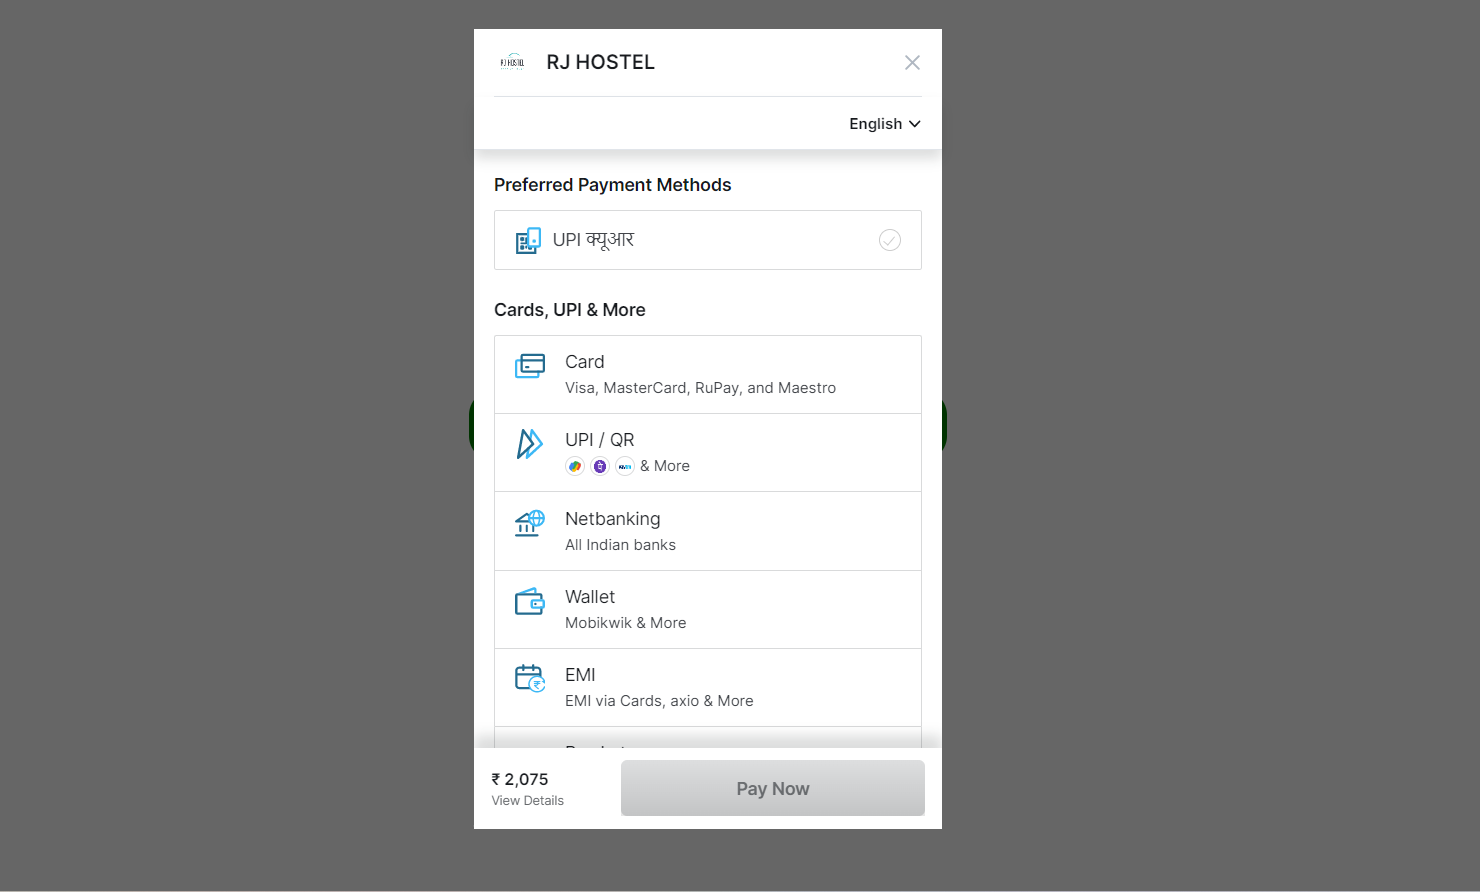 RJ HOSTEL
RJ HOSTEL
English
Preferred Payment Methods
UPI क्यूआर
Cards, UPI & More
Card
Visa, MasterCard, RuPay, and Maestro
UPI / QR
& More
Netbanking
All Indian banks
Wallet
Mobikwik & More
EMI
EMI via Cards, axio & More
₹ 2,075
View Details
Pay Now